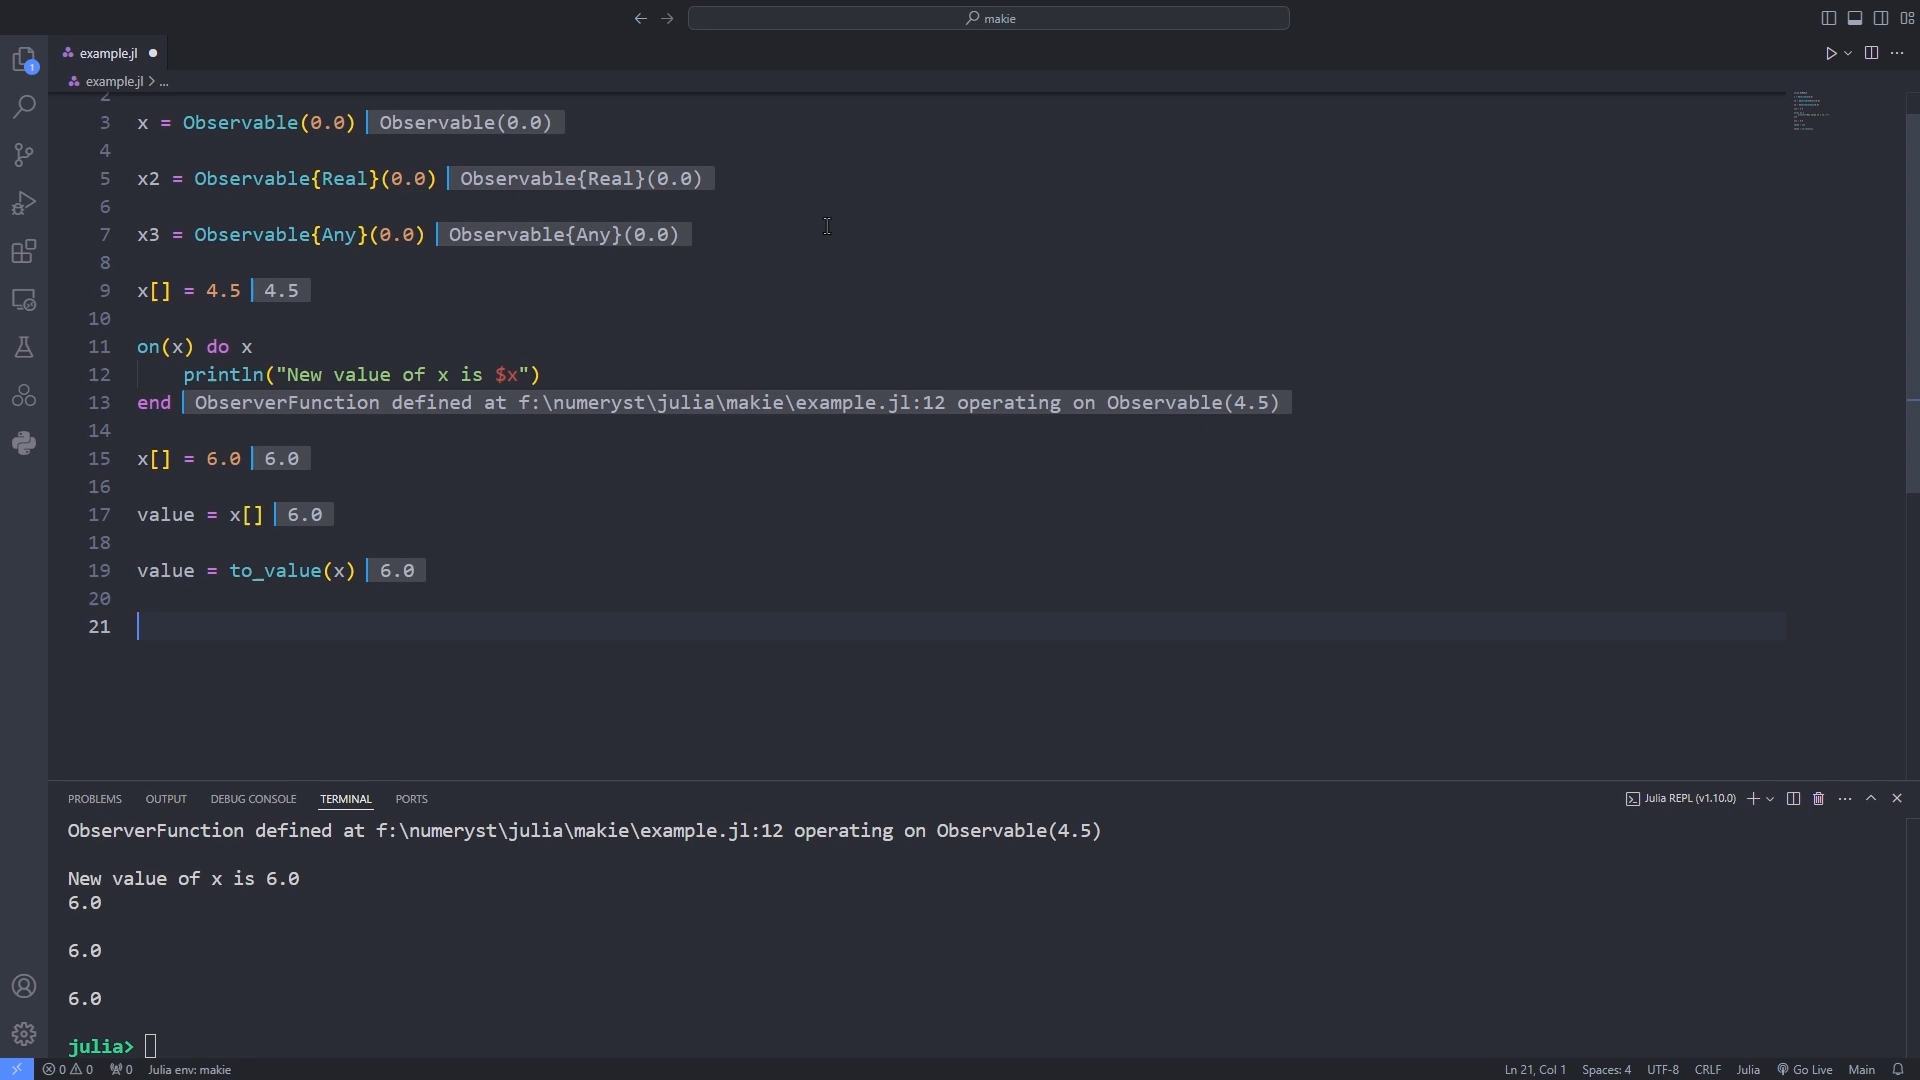 makie
example.jl
1
example.jl > ...
2
3 x = Observable(0.0) Observable(0.0)
4
5 x2 = Observable{Real}(0.0) Observable{Real}(0.0)
6
7 x3 = Observable{Any}(0.0) Observable{Any}(0.0)
8
9 x[] = 4.5 4.5
10
11 on(x) do x
12 println("New value of x is $x")
13 end ObserverFunction defined at f:\numeryst\julia\makie\example.jl:12 operating on Observable(4.5)
14
15 x[] = 6.0 6.0
16
17 value = x[] 6.0
18
19 value = to_value(x) 6.0
20
21
PROBLEMS OUTPUT DEBUG CONSOLE TERMINAL PORTS Julia REPL (v1.10.0)
ObserverFunction defined at f:\numeryst\julia\makie\example.jl:12 operating on Observable(4.5)
New value of x is 6.0
6.0
6.0
6.0
julia>
0 0 0 Julia env: makie Ln 21, Col 1 Spaces: 4 UTF-8 CRLF Julia Go Live Main